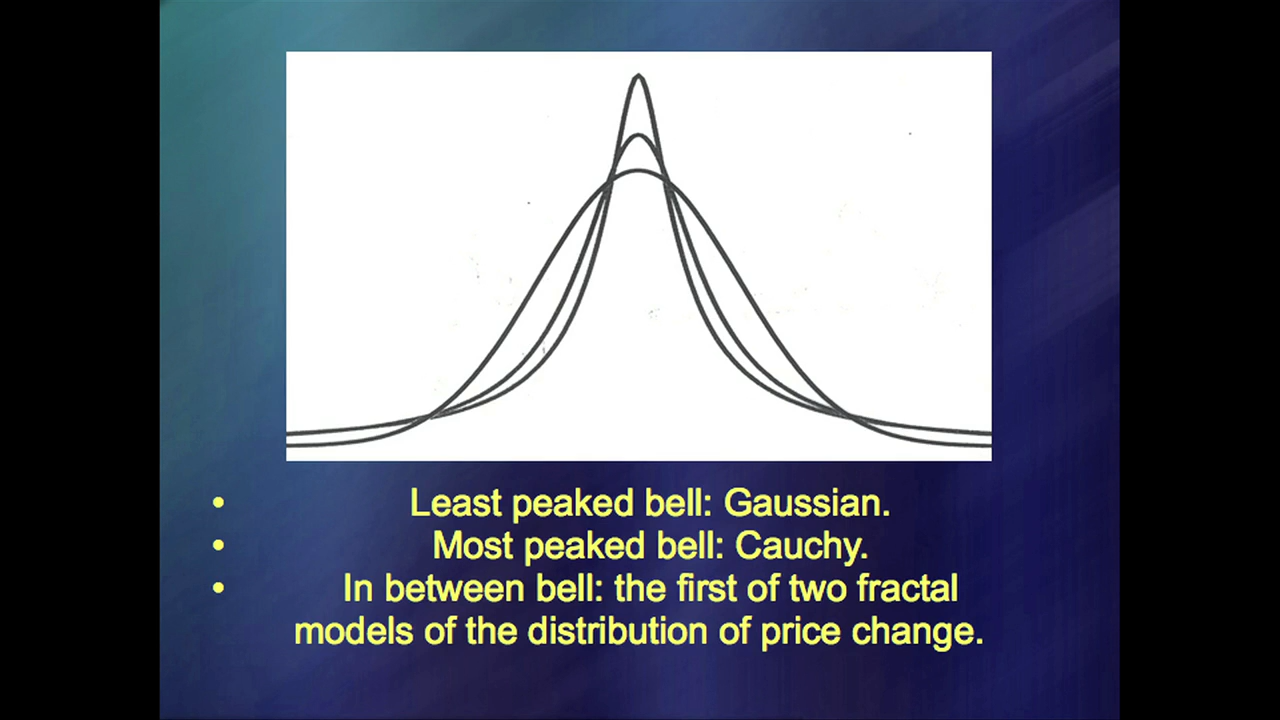 • Least peaked bell: Gaussian.
• Most peaked bell: Cauchy.
• In between bell: the first of two fractal
models of the distribution of price change.